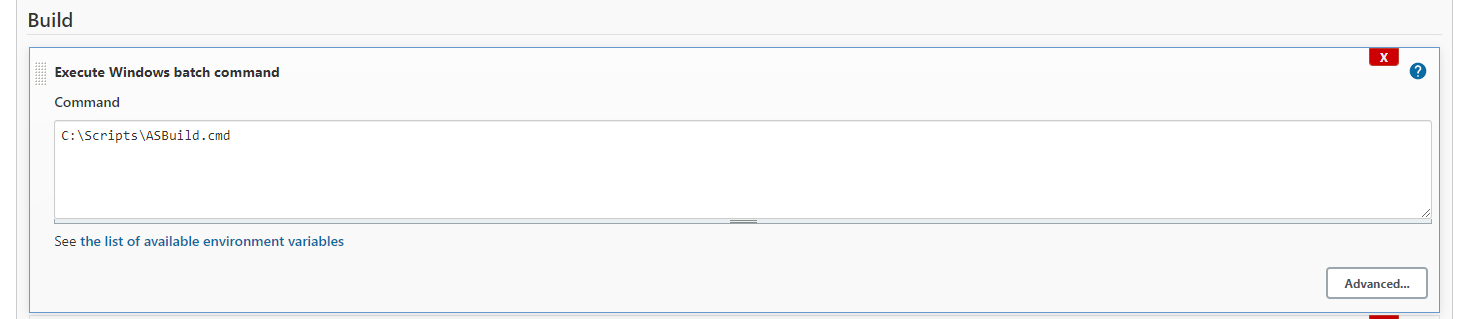 Build
X
Execute Windows batch command
?
Command
C:\Scripts\ASBuild.cmd
See the list of available environment variables
Advanced...